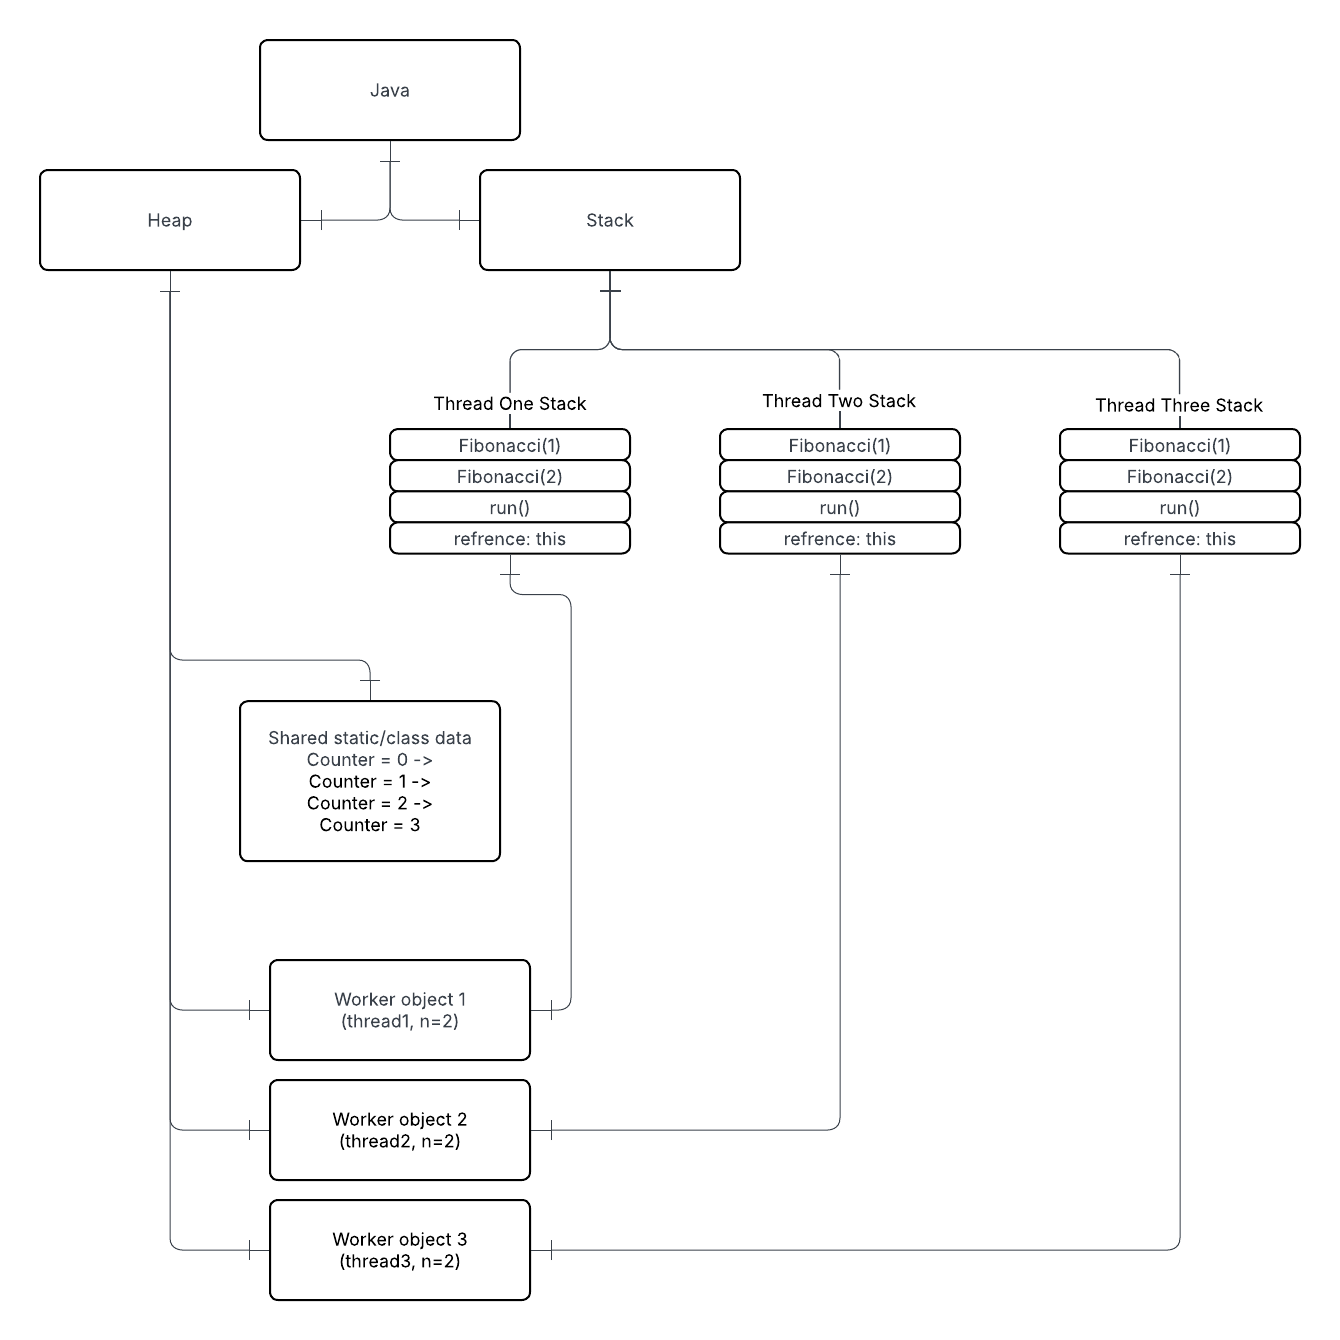 Java
Heap
Stack
Thread One Stack
Fibonacci(1)
Fibonacci(2)
run()
refrence: this
Thread Two Stack
Fibonacci(1)
Fibonacci(2)
run()
refrence: this
Thread Three Stack
Fibonacci(1)
Fibonacci(2)
run()
refrence: this
Shared static/class data
Counter = 0 ->
Counter = 1 ->
Counter = 2 ->
Counter = 3
Worker object 1
(thread1, n=2)
Worker object 2
(thread2, n=2)
Worker object 3
(thread3, n=2)